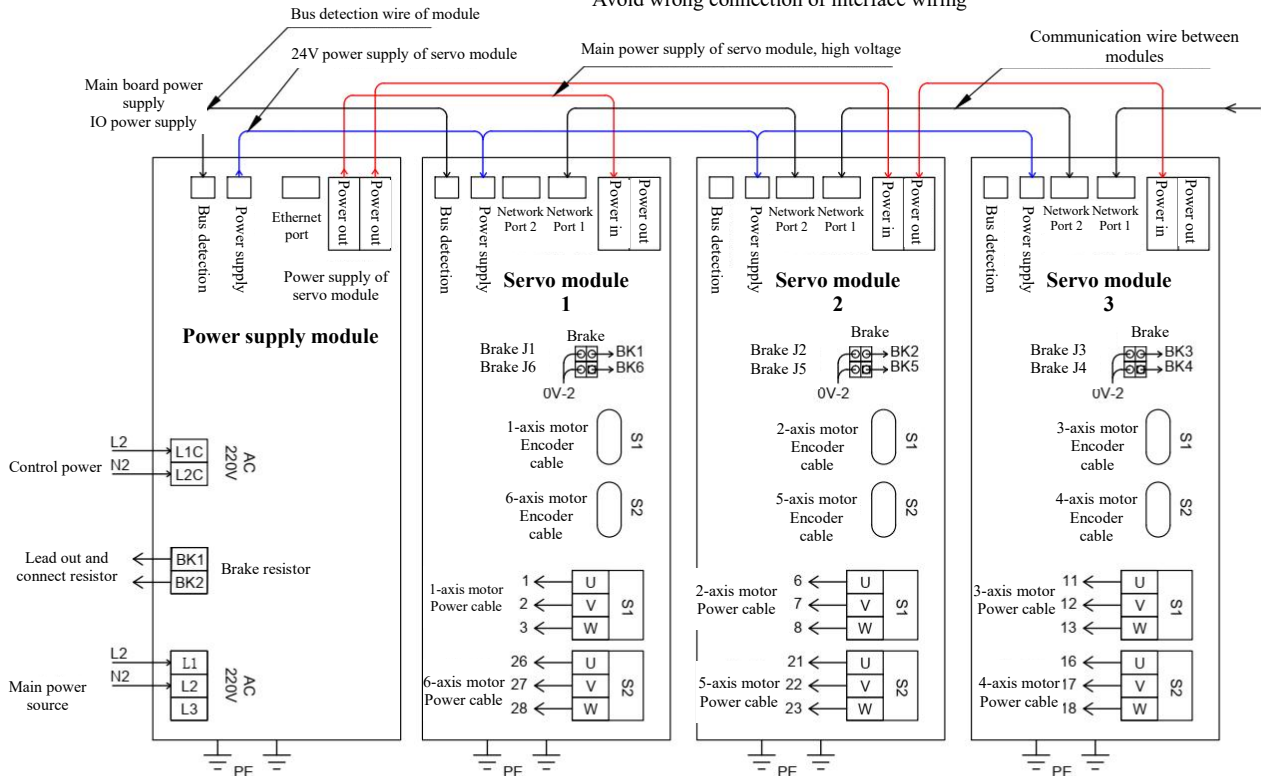 Avoid wrong connection of interface wiring
Bus detection wire of module
24V power supply of servo module
Main power supply of servo module, high voltage
Communication wire between
modules
Main board power
supply
IO power supply
Bus detection
Power supply
Ethernet
port
Power out
Power out
Power supply of
servo module
Power supply module
Control power
L2
N2
L1C
L2C
AC
220V
Lead out and
connect resistor
BK1
BK2
Brake resistor
Main power
source
L2
N2
L1
L2
L3
AC
220V
PE
Bus detection
Power supply
Network
Port 2
Network
Port 1
Power in
Power out
Servo module
1
Brake
Brake J1
Brake J6
BK1
BK6
0V-2
1-axis motor
Encoder
cable
S1
6-axis motor
Encoder
cable
S2
1-axis motor
Power cable
1
2
3
U
V
W
S1
6-axis motor
Power cable
26
27
28
U
V
W
S2
PE
Bus detection
Power supply
Network
Port 2
Network
Port 1
Power in
Power out
Servo module
2
Brake
Brake J2
Brake J5
BK2
BK5
0V-2
2-axis motor
Encoder
cable
S1
5-axis motor
Encoder
cable
S2
2-axis motor
Power cable
6
7
8
U
V
W
S1
5-axis motor
Power cable
21
22
23
U
V
W
S2
PE
Bus detection
Power supply
Network
Port 2
Network
Port 1
Power in
Power out
Servo module
3
Brake
Brake J3
Brake J4
BK3
BK4
0V-2
3-axis motor
Encoder
cable
S1
4-axis motor
Encoder
cable
S2
3-axis motor
Power cable
11
12
13
U
V
W
S1
4-axis motor
Power cable
16
17
18
U
V
W
S2
PE